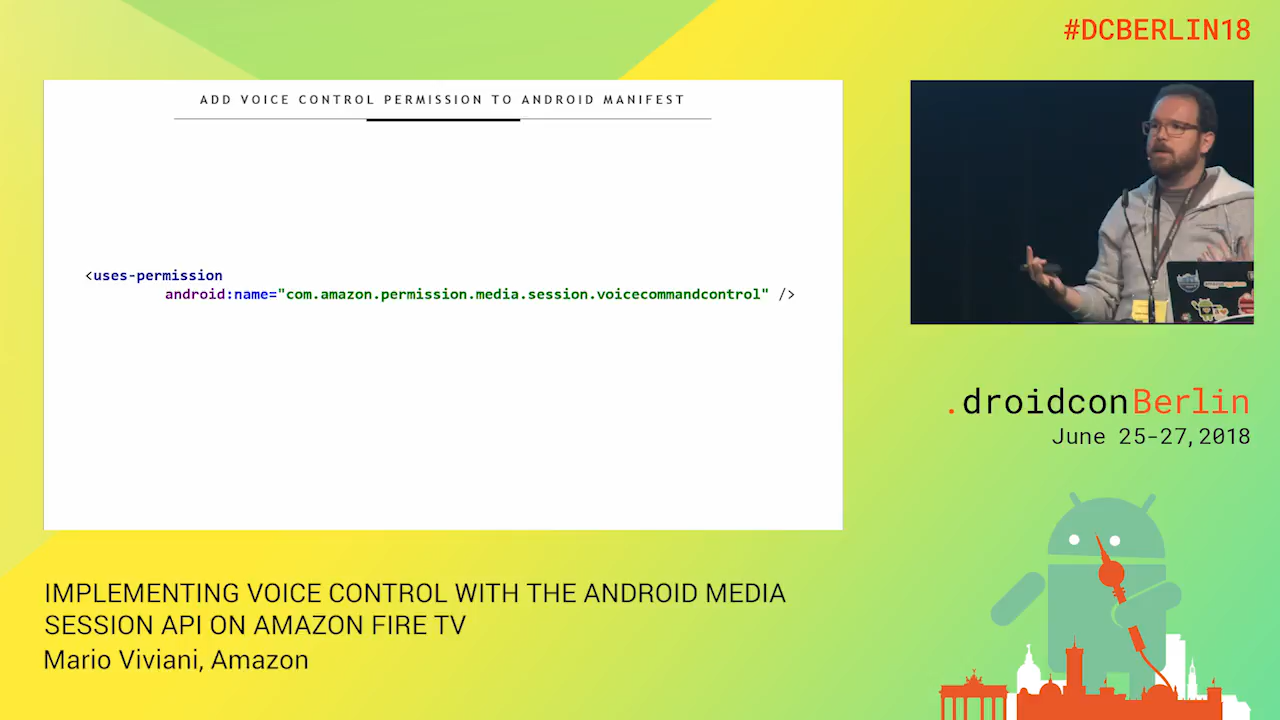 #DCBERLIN18
ADD VOICE CONTROL PERMISSION TO ANDROID MANIFEST
<uses-permission
android:name="com.amazon.permission.media.session.voicecommandcontrol" />
.droidconBerlin
June 25-27,2018
IMPLEMENTING VOICE CONTROL WITH THE ANDROID MEDIA
SESSION API ON AMAZON FIRE TV
Mario Viviani, Amazon